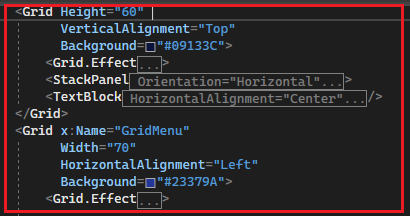 <Grid Height="60"
VerticalAlignment="Top"
Background="#09133C">
<Grid.Effect...>
<StackPanel Orientation="Horizontal"...>
<TextBlock HorizontalAlignment="Center".../>
</Grid>
<Grid x:Name="GridMenu"
Width="70"
HorizontalAlignment="Left"
Background="#23379A">
<Grid.Effect...>